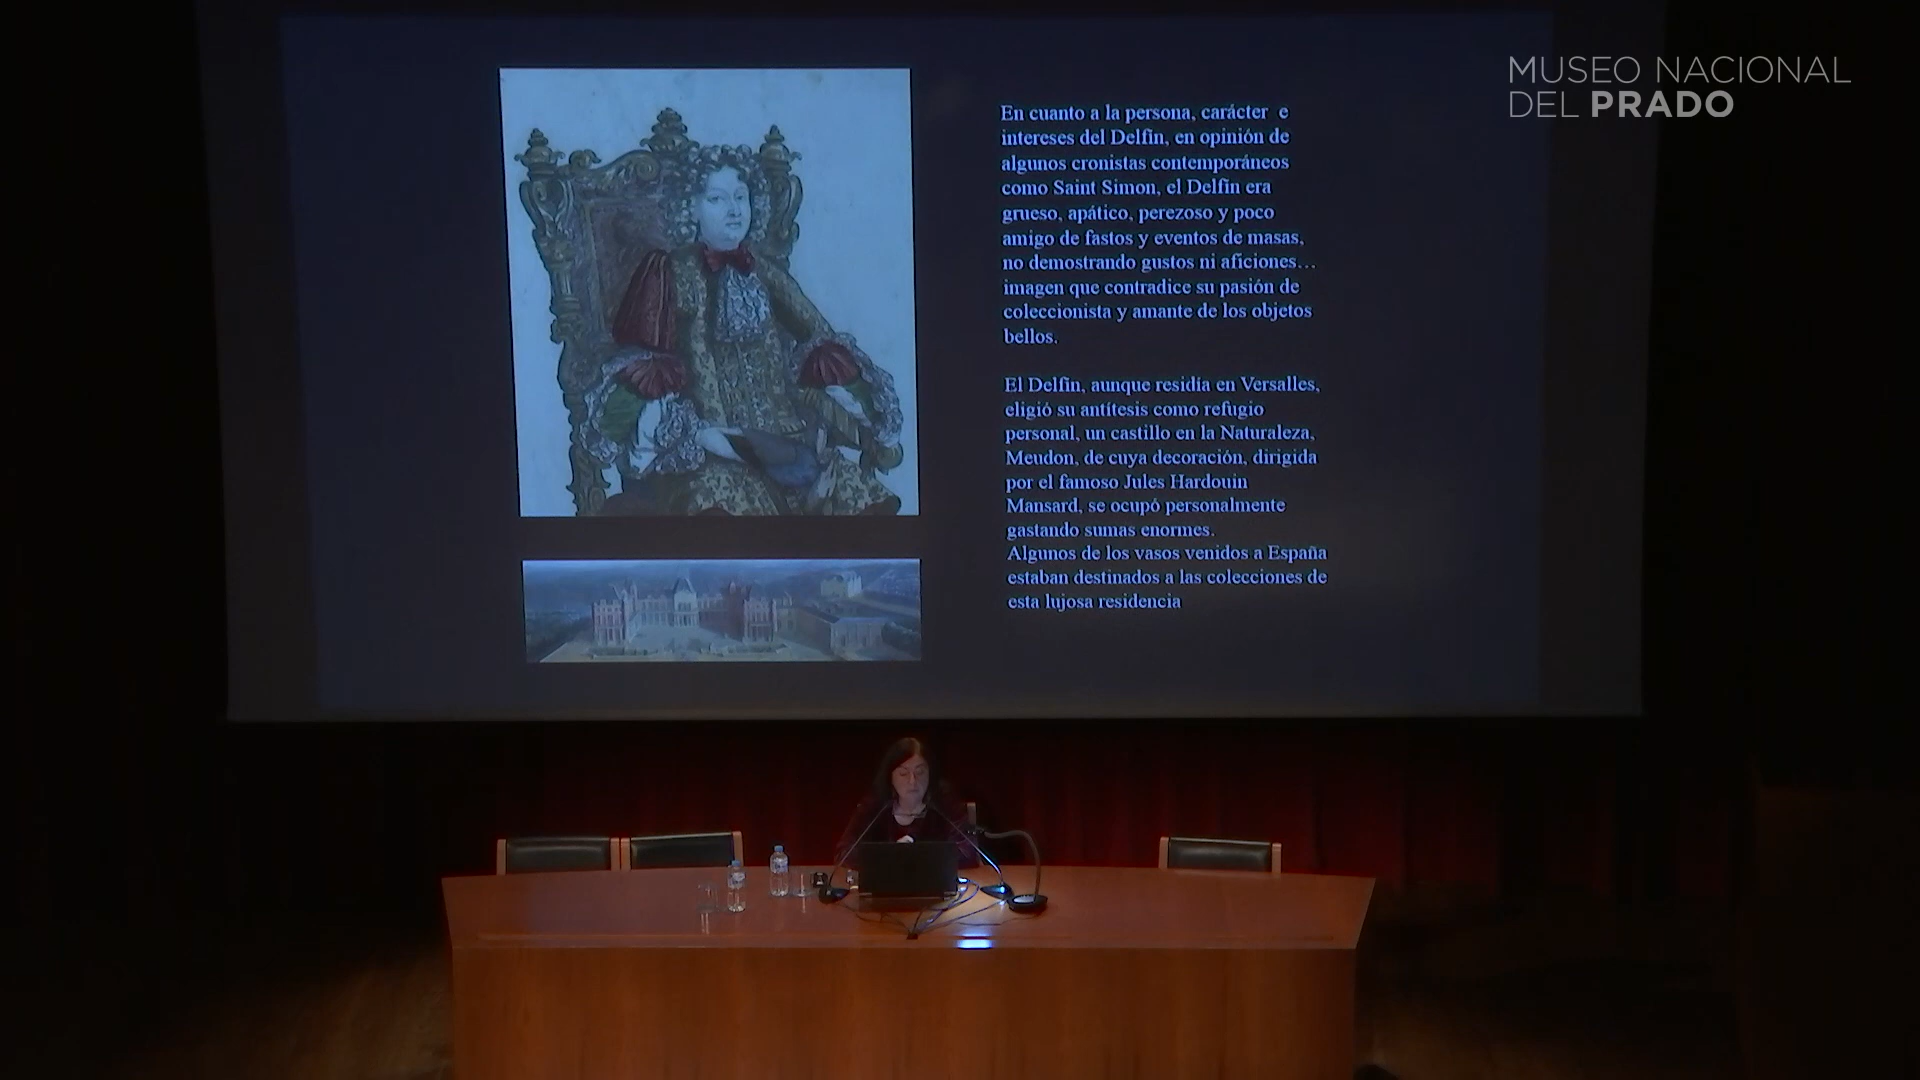 MUSEO NACIONAL
DEL PRADO
En cuanto a la persona, carácter e
intereses del Delfín, en opinión de
algunos cronistas contemporáneos
como Saint Simon, el Delfín era
grueso, apático, perezoso y poco
amigo de fastos y eventos de masas,
no demostrando gustos ni aficiones…
imagen que contradice su pasión de
coleccionista y amante de los objetos
bellos.
El Delfín, aunque residía en Versalles,
eligió su antítesis como refugio
personal, un castillo en la Naturaleza,
Meudon, de cuya decoración, dirigida
por el famoso Jules Hardouin
Mansard, se ocupó personalmente
gastando sumas enormes.
Algunos de los vasos venidos a España
estaban destinados a las colecciones de
esta lujosa residencia